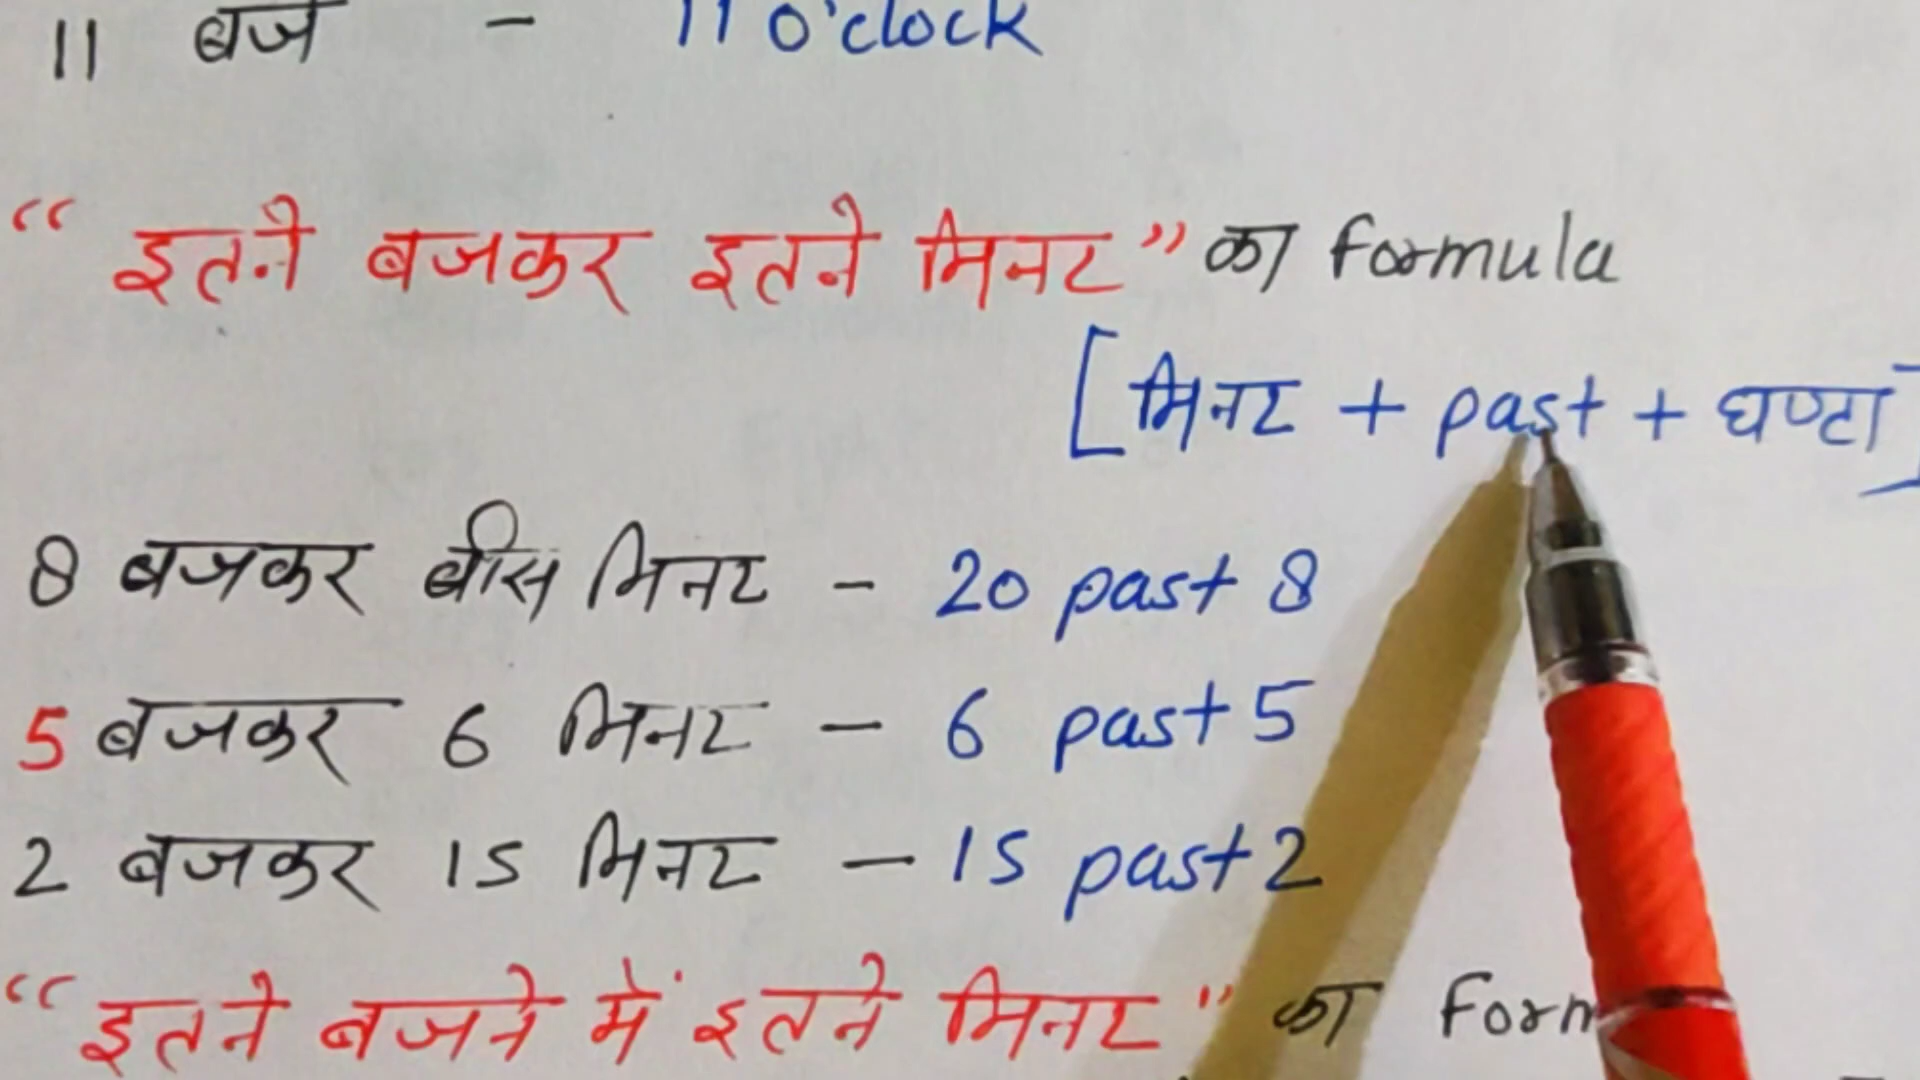 11 बजे - 11 o'clock
“ इतने बजकर इतने मिनट ” का formula
[ मिनट + past + घण्टा ]
8 बजकर बीस मिनट - 20 past 8
5 बजकर 6 मिनट - 6 past 5
2 बजकर 15 मिनट - 15 past 2
“ इतने बजने में इतने मिनट ” का Form